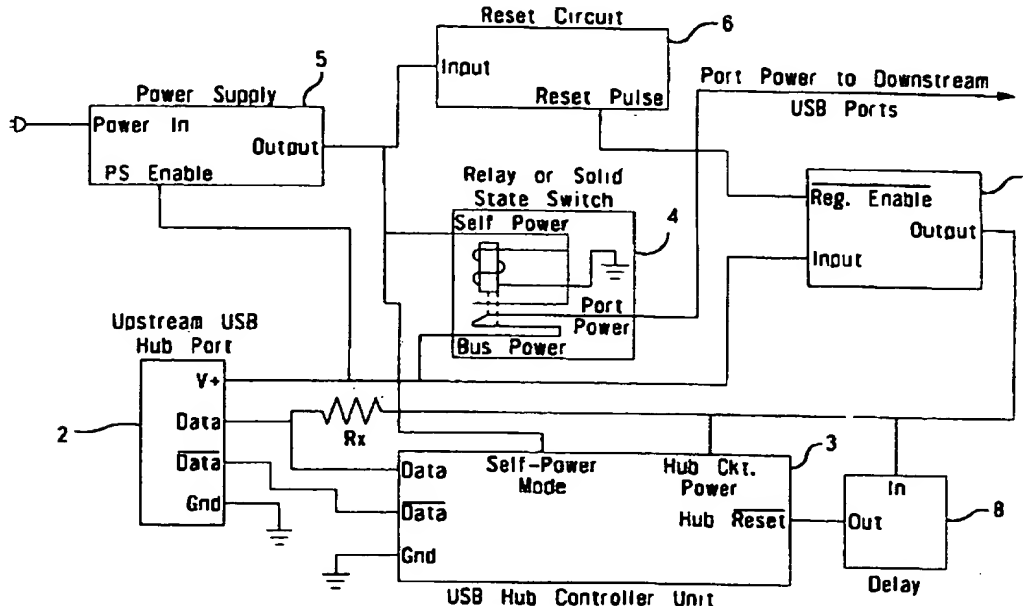 Reset Circuit
6
Input
Reset Pulse
5
Power Supply
Power In
Output
PS Enable
Port Power to Downstream
USB Ports
Relay or Solid
State Switch
4
Self Power
Port
Power
Bus Power
Reg. Enable
Output
Input
Upstream USB
Hub Port
2
V+
Data
Data
Gnd
Rx
3
Data
Self-Power
Mode
Hub Ckt.
Power
Data
Hub Reset
Gnd
USB Hub Controller Unit
In
Out
8
Delay